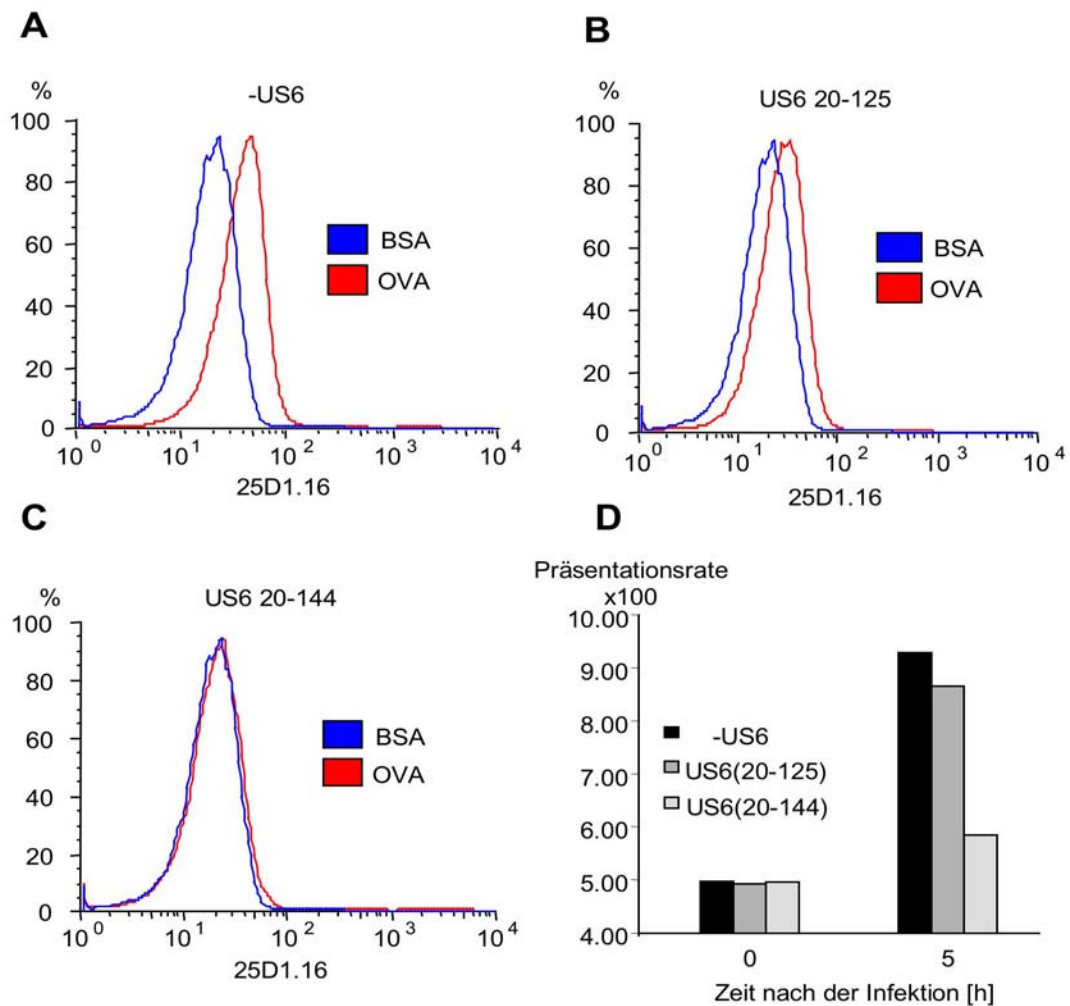 A
-US6
%
100
80
60
40
20
0
10^0 10^1 10^2 10^3 10^4
25D1.16
BSA
OVA
B
US6 20-125
%
100
80
60
40
20
0
10^0 10^1 10^2 10^3 10^4
25D1.16
BSA
OVA
C
US6 20-144
%
100
80
60
40
20
0
10^0 10^1 10^2 10^3 10^4
25D1.16
BSA
OVA
D
Präsentationsrate
x100
10.00
9.00
8.00
7.00
6.00
5.00
4.00
-US6
US6(20-125)
US6(20-144)
0 5
Zeit nach der Infektion [h]